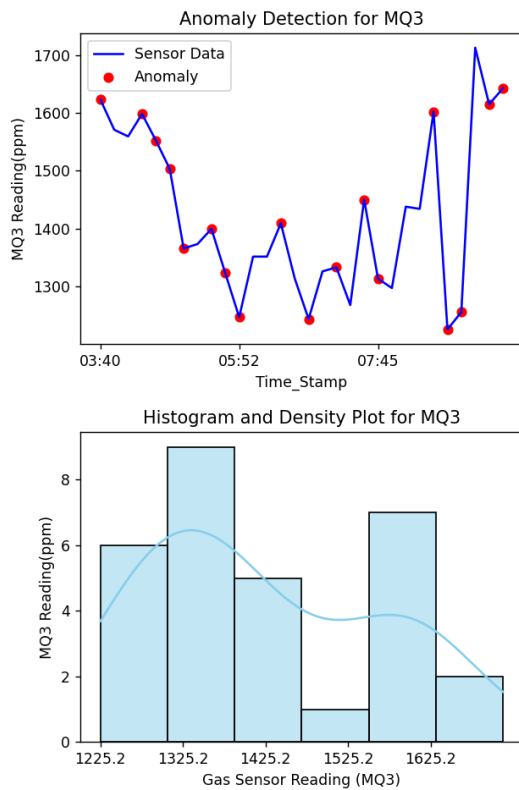 Anomaly Detection for MQ3
Sensor Data
Anomaly
MQ3 Reading(ppm)
1700
1600
1500
1400
1300
03:40 05:52 07:45
Time_Stamp
Histogram and Density Plot for MQ3
MQ3 Reading(ppm)
8
6
4
2
0
1225.2 1325.2 1425.2 1525.2 1625.2
Gas Sensor Reading (MQ3)